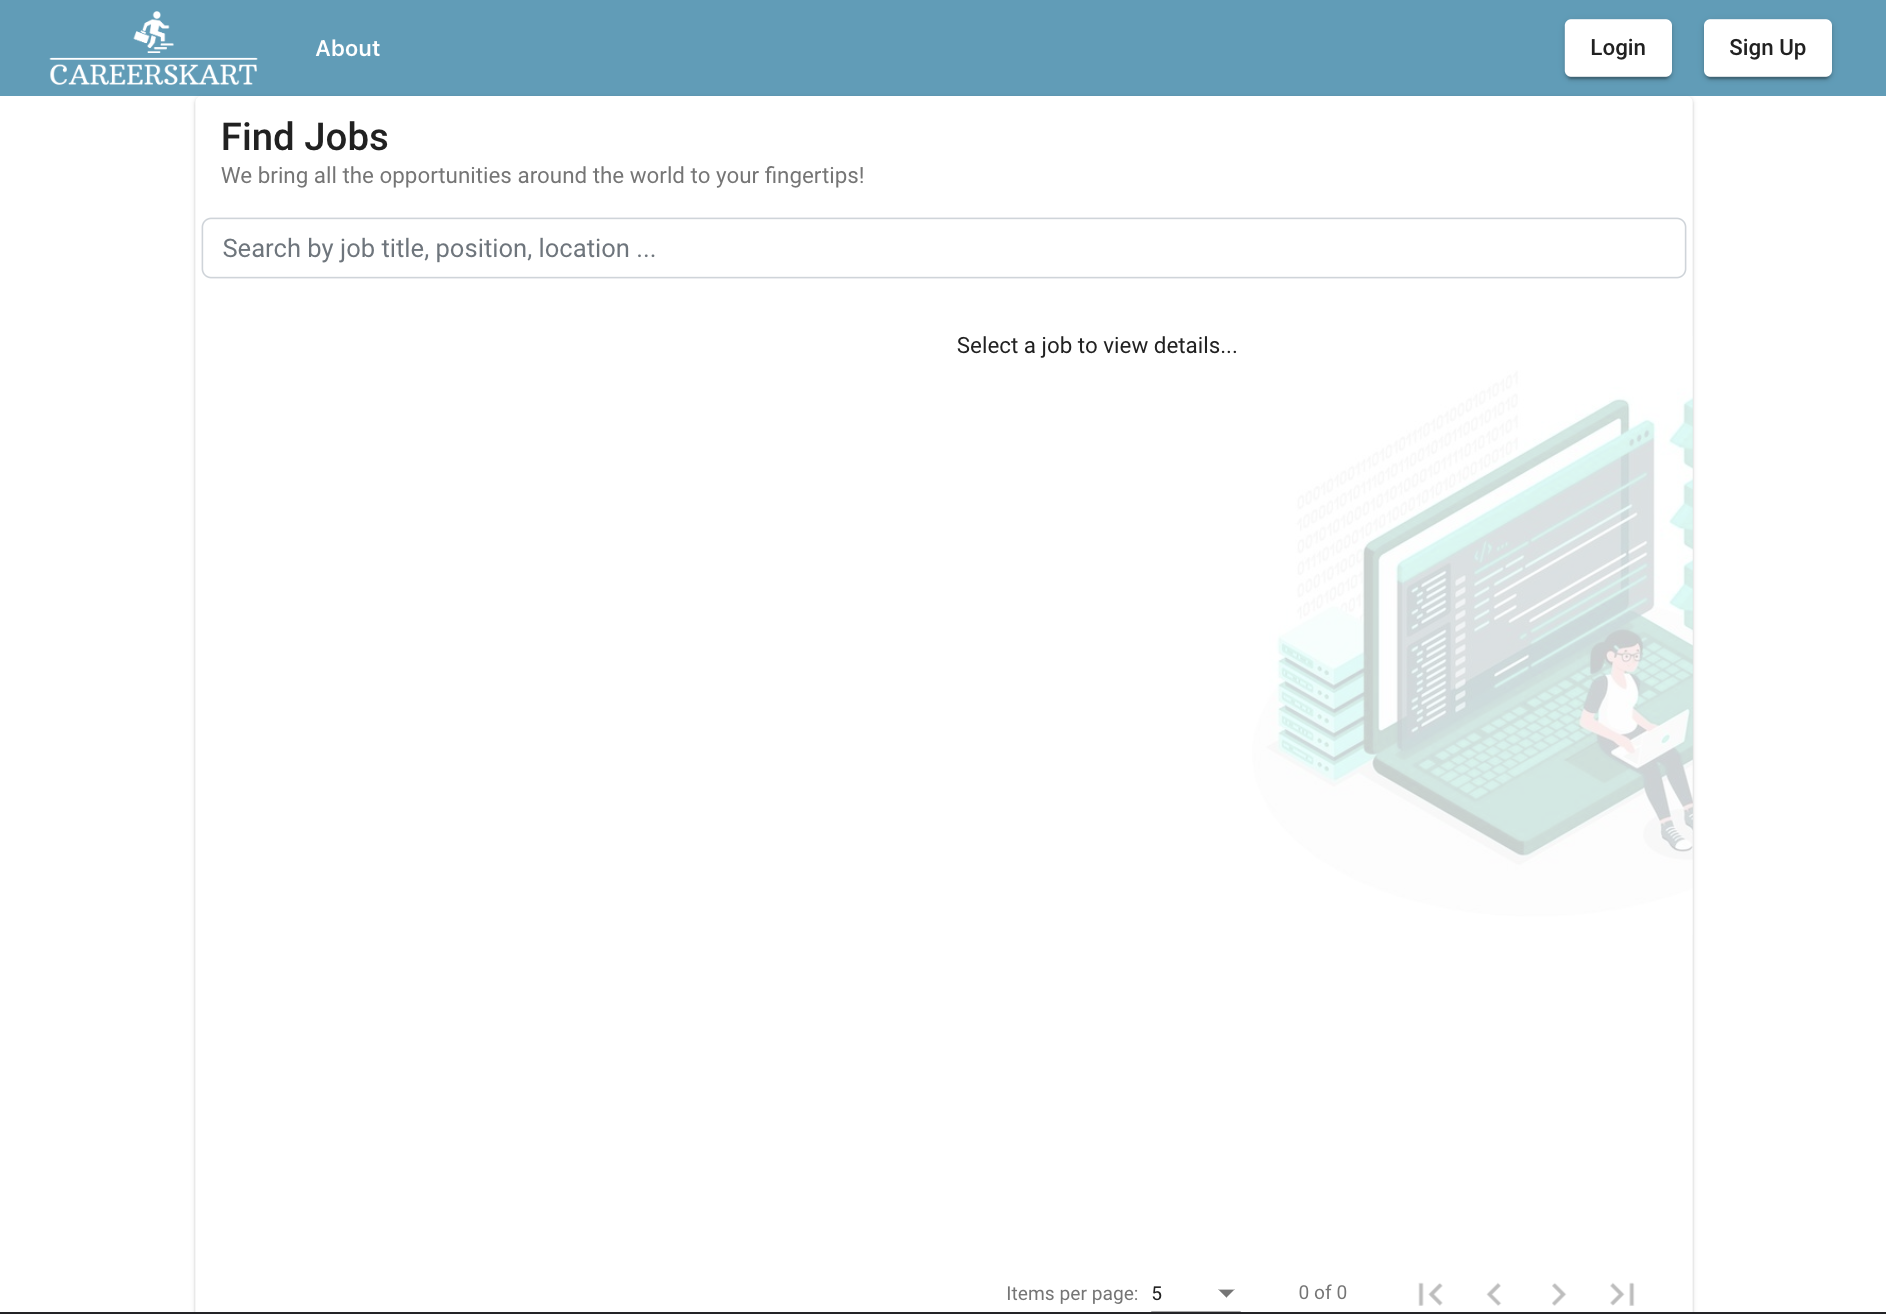 CAREERSKART
About
Login
Sign Up
Find Jobs
We bring all the opportunities around the world to your fingertips!
Search by job title, position, location ...
Select a job to view details...
Items per page: 5
0 of 0